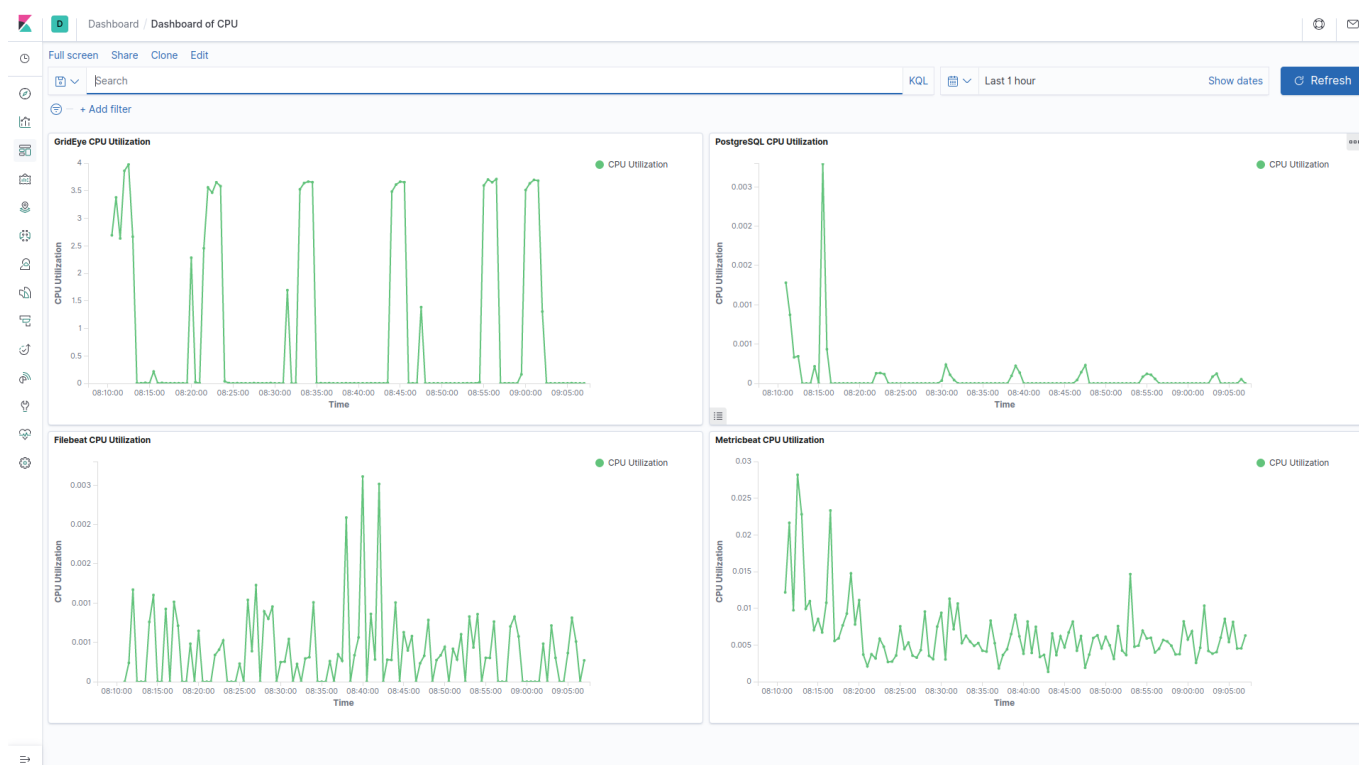 D Dashboard / Dashboard of CPU
Full screen Share Clone Edit
Search KQL Last 1 hour Show dates Refresh
+ Add filter
GridEye CPU Utilization
CPU Utilization
4
3.5
3
2.5
2
1.5
1
0.5
0
CPU Utilization
08:10:00 08:15:00 08:20:00 08:25:00 08:30:00 08:35:00 08:40:00 08:45:00 08:50:00 08:55:00 09:00:00 09:05:00
Time
PostgreSQL CPU Utilization
CPU Utilization
0.003
0.002
0.002
0.001
0.001
0
CPU Utilization
08:10:00 08:15:00 08:20:00 08:25:00 08:30:00 08:35:00 08:40:00 08:45:00 08:50:00 08:55:00 09:00:00 09:05:00
Time
Filebeat CPU Utilization
CPU Utilization
0.003
0.002
0.002
0.001
0.001
0
CPU Utilization
08:10:00 08:15:00 08:20:00 08:25:00 08:30:00 08:35:00 08:40:00 08:45:00 08:50:00 08:55:00 09:00:00 09:05:00
Time
Metricbeat CPU Utilization
CPU Utilization
0.03
0.025
0.02
0.015
0.01
0.005
0
CPU Utilization
08:10:00 08:15:00 08:20:00 08:25:00 08:30:00 08:35:00 08:40:00 08:45:00 08:50:00 08:55:00 09:00:00 09:05:00
Time